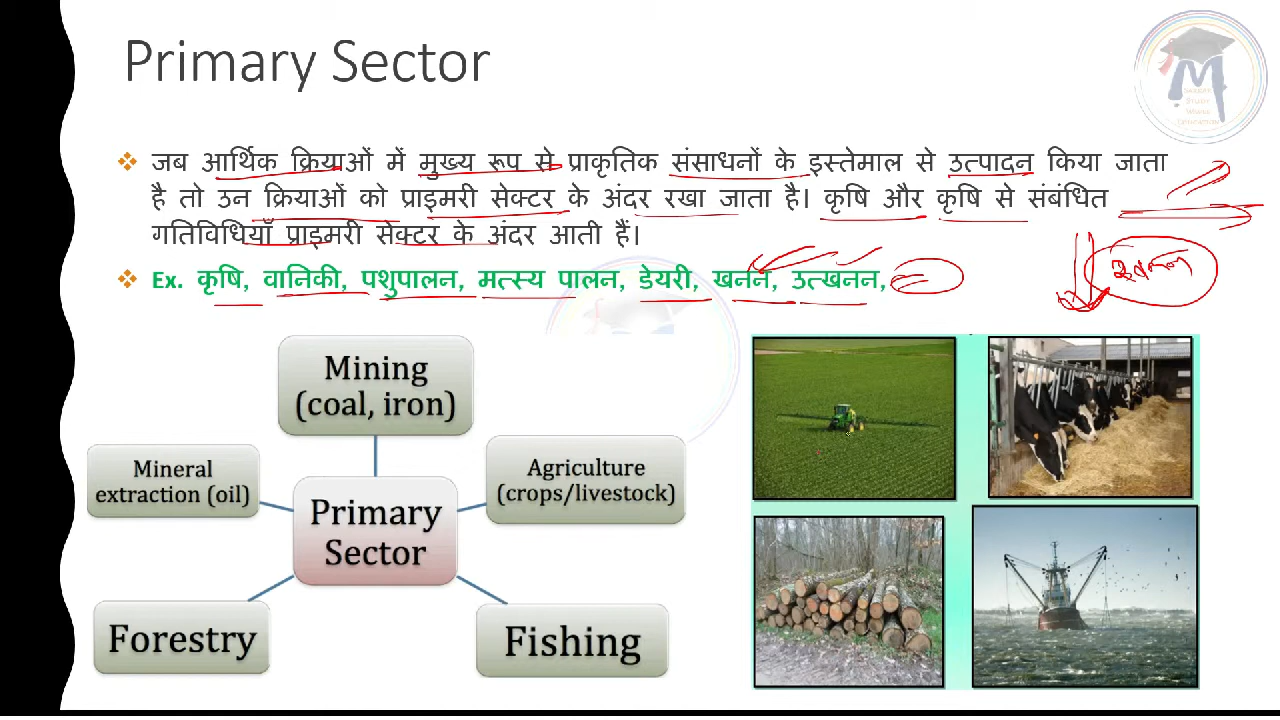 Primary Sector
❖ जब आर्थिक क्रियाओं में मुख्य रूप से प्राकृतिक संसाधनों के इस्तेमाल से उत्पादन किया जाता
है तो उन क्रियाओं को प्राइमरी सेक्टर के अंदर रखा जाता है। कृषि और कृषि से संबंधित
गतिविधियाँ प्राइमरी सेक्टर के अंदर आती हैं।
❖ Ex. कृषि, वानिकी, पशुपालन, मत्स्य पालन, डेयरी, खनन, उत्खनन,
Mining
(coal, iron)
Mineral
extraction (oil)
Agriculture
(crops/livestock)
Primary
Sector
Forestry
Fishing